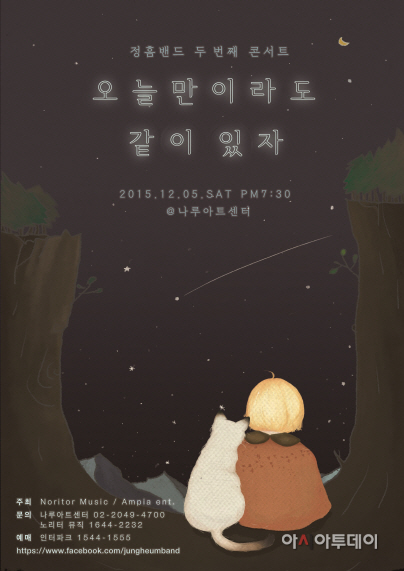 정흠밴드 두번째 콘서트
오늘만이라도
같이 있자
2015.12.05.SAT PM7:30
@나루아트센터
주최 Noritor Music / Ampia ent.
문의 나루아트센터 02-2049-4700
노리터 뮤직 1644-2232
예매 인터파크 1544-1555
https://www.facebook.com/jungheumband
아시아투데이